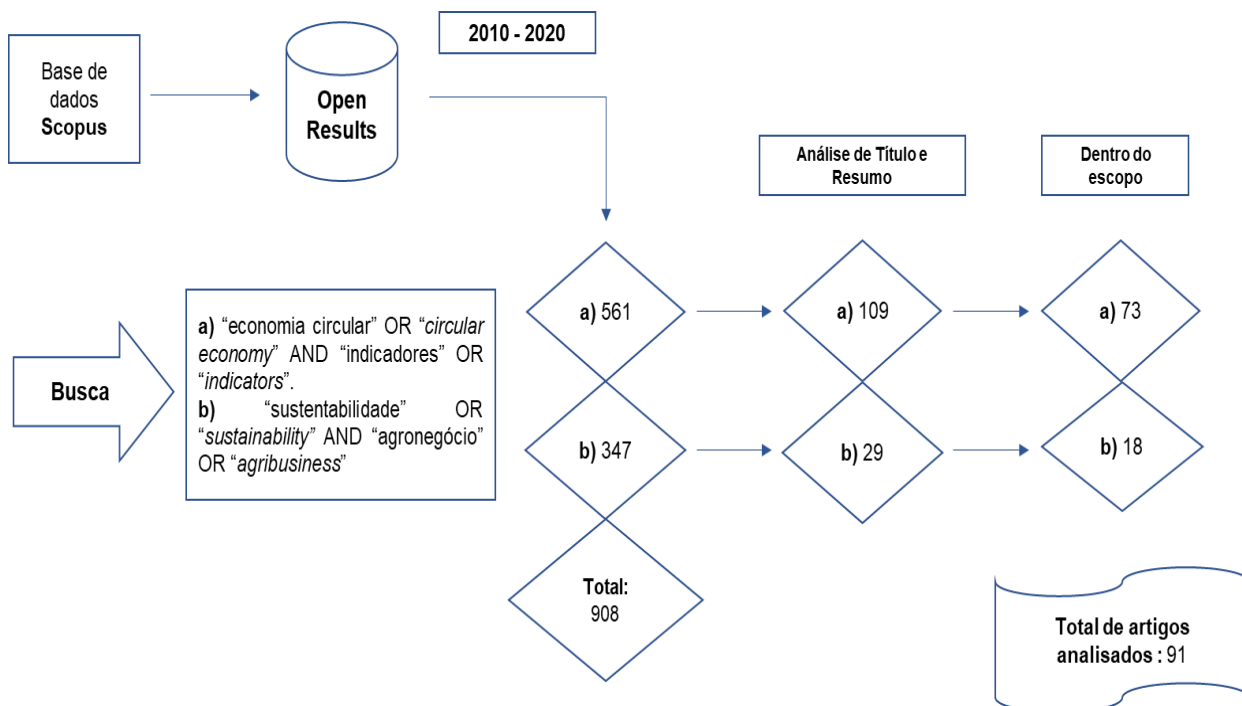 2010 - 2020
Base de
dados
Scopus
Open
Results
Análise de Título e
Resumo
Dentro do
escopo
Busca
a) “economia circular” OR “circular
economy” AND “indicadores” OR
“indicators”.
b) “sustentabilidade” OR
“sustainability” AND “agronegócio”
OR “agribusiness”
a) 561
a) 109
a) 73
b) 347
b) 29
b) 18
Total:
908
Total de artigos
analisados : 91